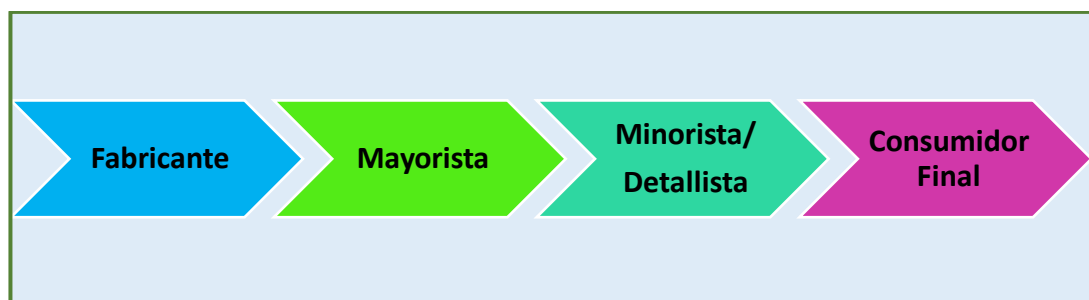 Fabricante
Mayorista
Minorista/
Detallista
Consumidor
Final